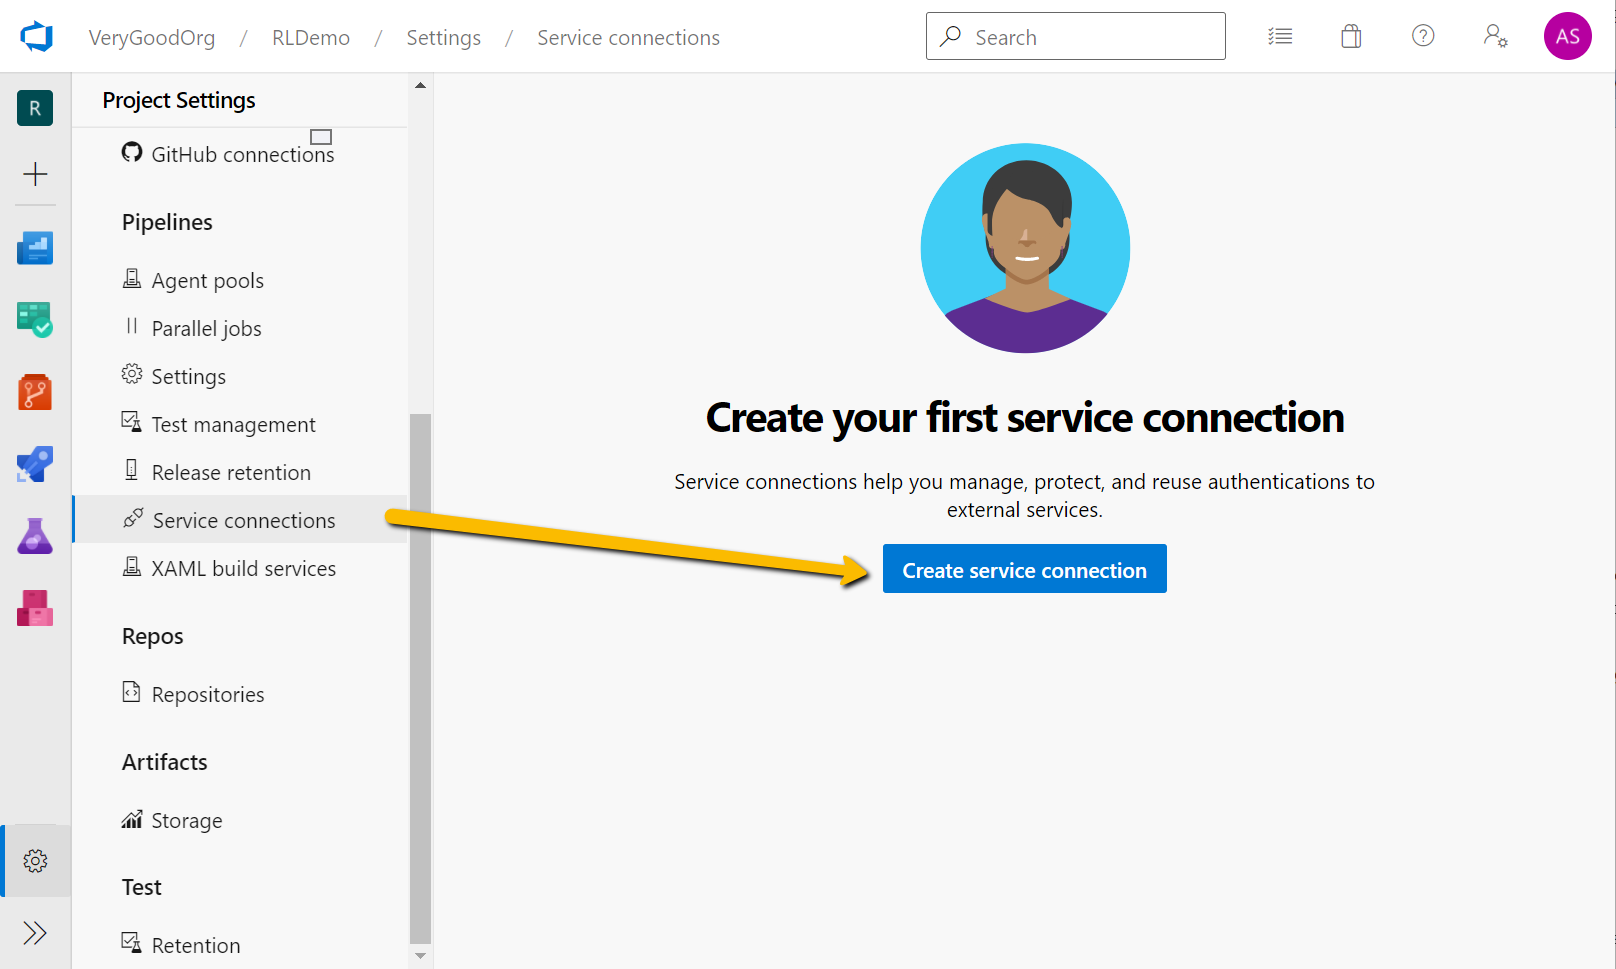 VeryGoodOrg / RLDemo / Settings / Service connections
Search
AS
R
Project Settings
GitHub connections
Pipelines
Agent pools
Parallel jobs
Settings
Test management
Release retention
Service connections
XAML build services
Repos
Repositories
Artifacts
Storage
Test
Retention
Create your first service connection
Service connections help you manage, protect, and reuse authentications to
external services.
Create service connection